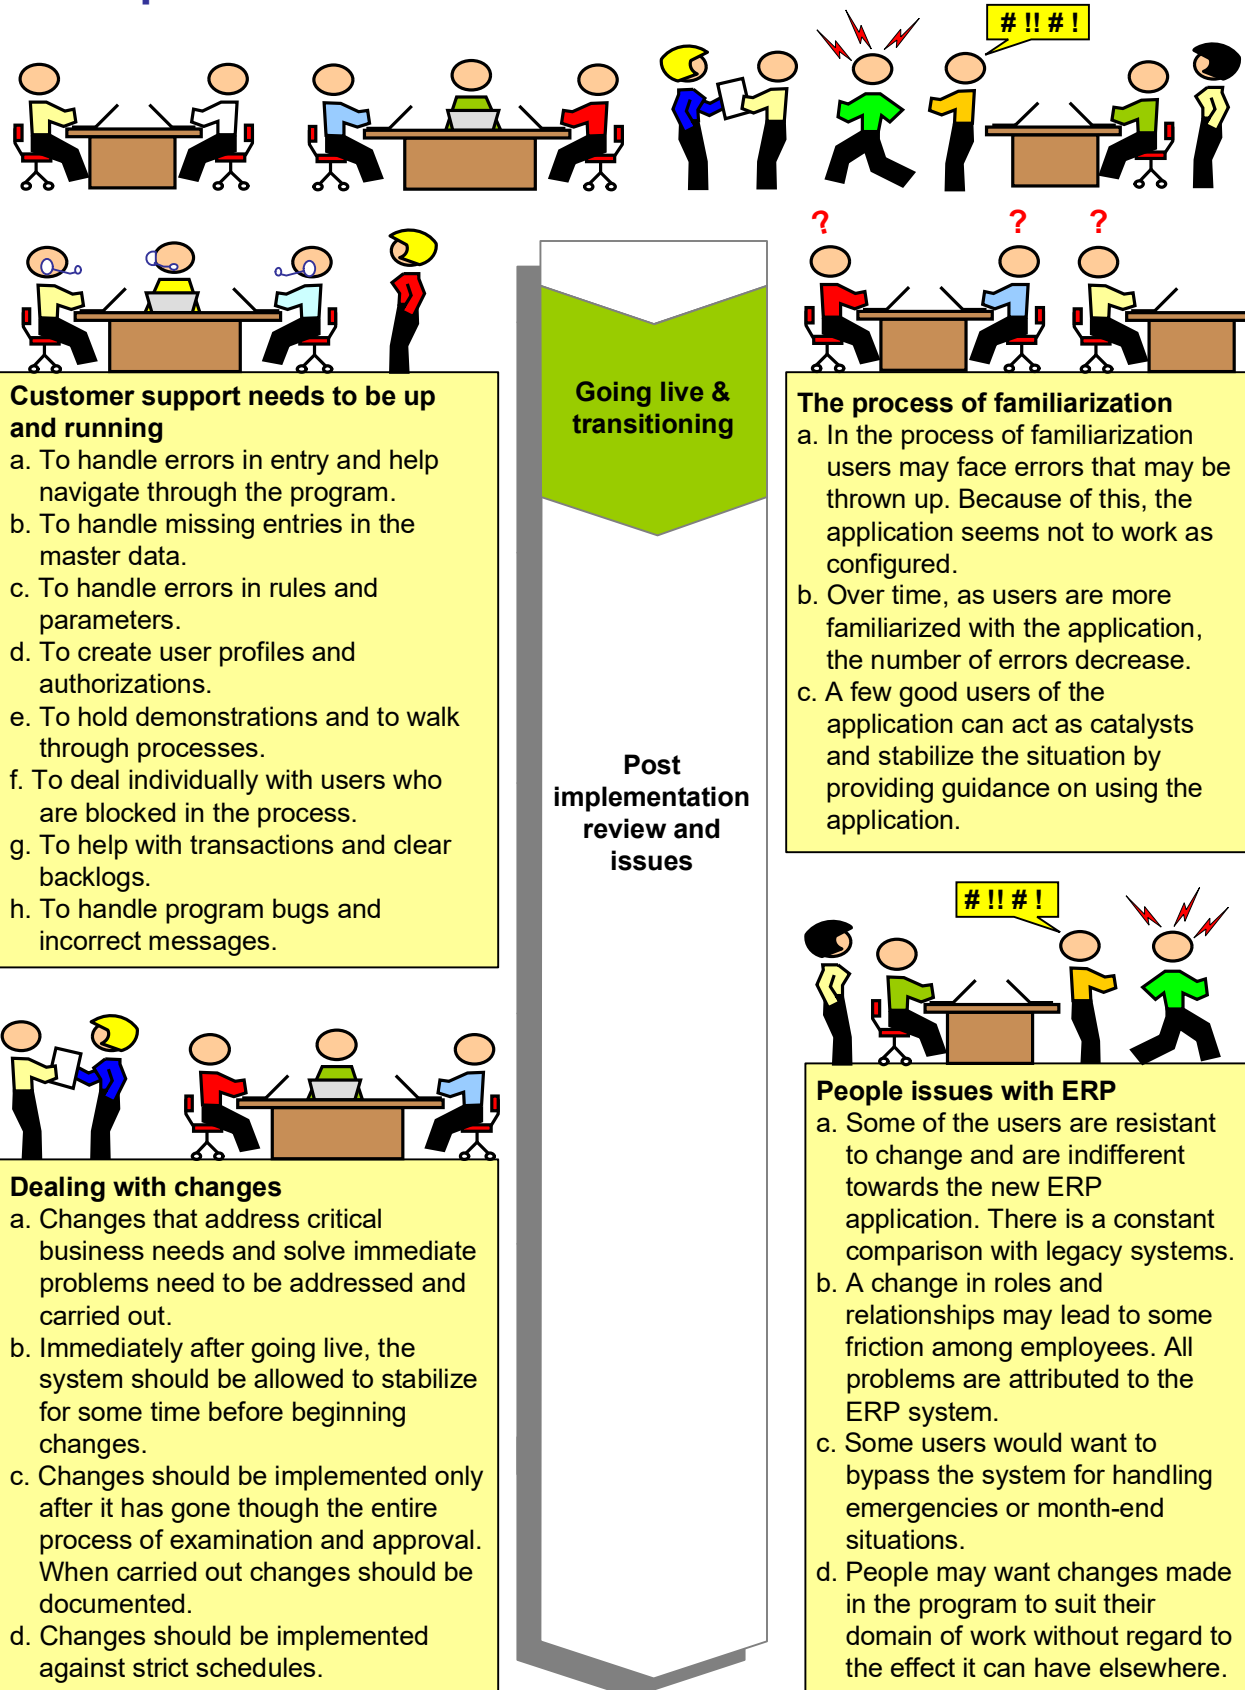 # !! # !
? ? ?
Customer support needs to be up
and running
a. To handle errors in entry and help
navigate through the program.
b. To handle missing entries in the
master data.
c. To handle errors in rules and
parameters.
d. To create user profiles and
authorizations.
e. To hold demonstrations and to walk
through processes.
f. To deal individually with users who
are blocked in the process.
g. To help with transactions and clear
backlogs.
h. To handle program bugs and
incorrect messages.
Going live &
transitioning
The process of familiarization
a. In the process of familiarization
users may face errors that may be
thrown up. Because of this, the
application seems not to work as
configured.
b. Over time, as users are more
familiarized with the application,
the number of errors decrease.
c. A few good users of the
application can act as catalysts
and stabilize the situation by
providing guidance on using the
application.
Post
implementation
review and
issues
# !! # !
Dealing with changes
a. Changes that address critical
business needs and solve immediate
problems need to be addressed and
carried out.
b. Immediately after going live, the
system should be allowed to stabilize
for some time before beginning
changes.
c. Changes should be implemented only
after it has gone though the entire
process of examination and approval.
When carried out changes should be
documented.
d. Changes should be implemented
against strict schedules.
People issues with ERP
a. Some of the users are resistant
to change and are indifferent
towards the new ERP
application. There is a constant
comparison with legacy systems.
b. A change in roles and
relationships may lead to some
friction among employees. All
problems are attributed to the
ERP system.
c. Some users would want to
bypass the system for handling
emergencies or month-end
situations.
d. People may want changes made
in the program to suit their
domain of work without regard to
the effect it can have elsewhere.